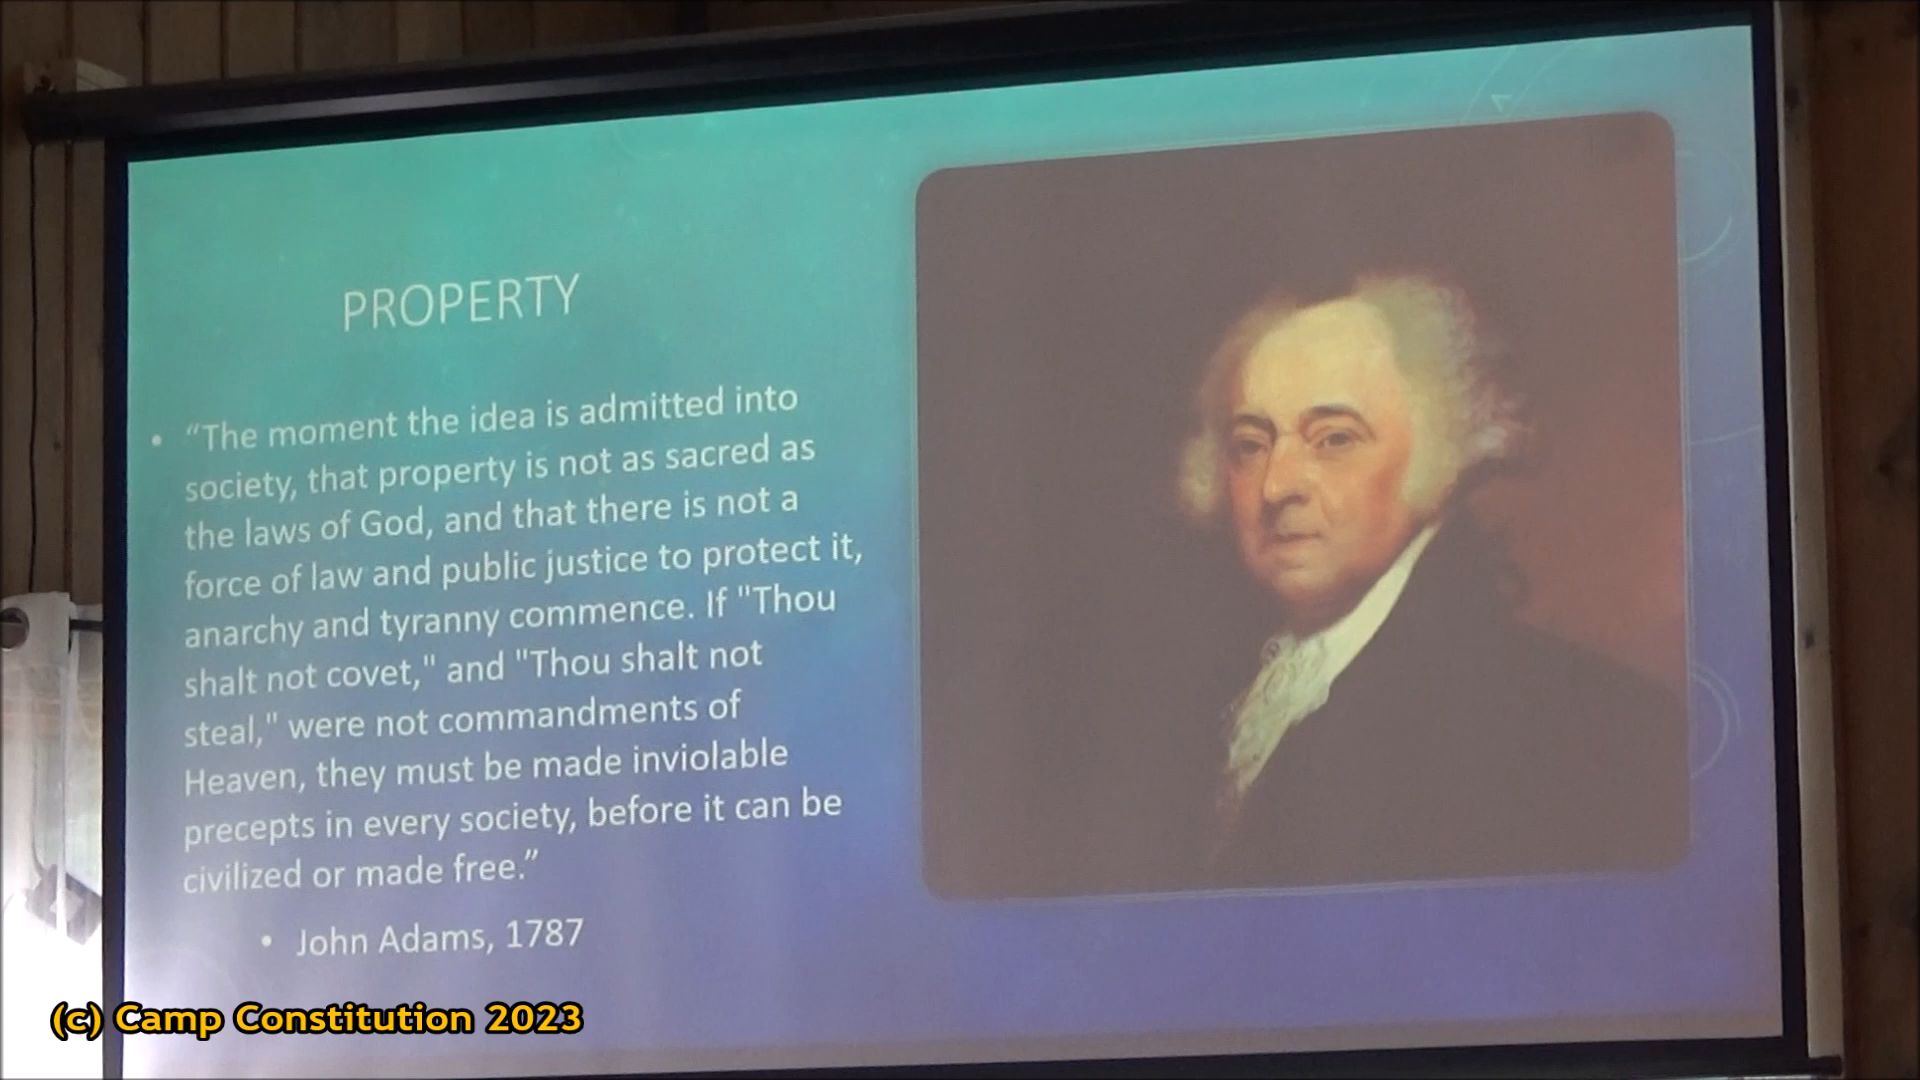 PROPERTY
• “The moment the idea is admitted into
society, that property is not as sacred as
the laws of God, and that there is not a
force of law and public justice to protect it,
anarchy and tyranny commence. If "Thou
shalt not covet," and "Thou shalt not
steal," were not commandments of
Heaven, they must be made inviolable
precepts in every society, before it can be
civilized or made free.”
• John Adams, 1787
(c) Camp Constitution 2023